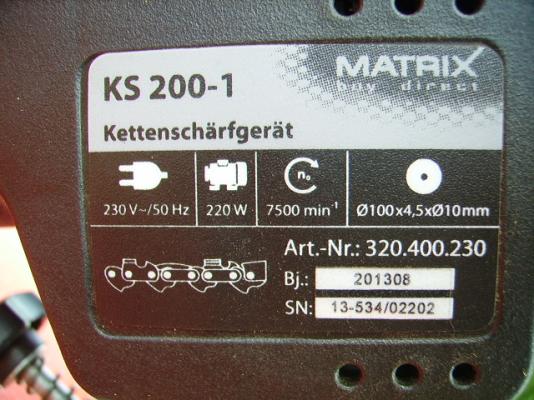 MATRIX
buy direct
KS 200-1
Kettenschärfgerät
n₀
230 V~/50 Hz 220 W 7500 min⁻¹ Ø100x4,5xØ10mm
Art.-Nr.: 320.400.230
Bj.: 201308
SN: 13-534/02202